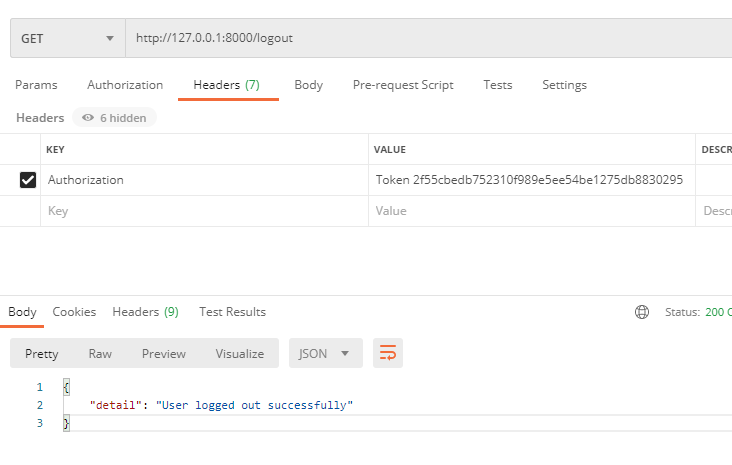 GET http://127.0.0.1:8000/logout
Params Authorization Headers (7) Body Pre-request Script Tests Settings
Headers 6 hidden
KEY VALUE DESCR
Authorization Token 2f55cbedb752310f989e5ee54be1275db8830295
Key Value Descr
Body Cookies Headers (9) Test Results Status: 200 O
Pretty Raw Preview Visualize JSON
1 {
2 "detail": "User logged out successfully"
3 }